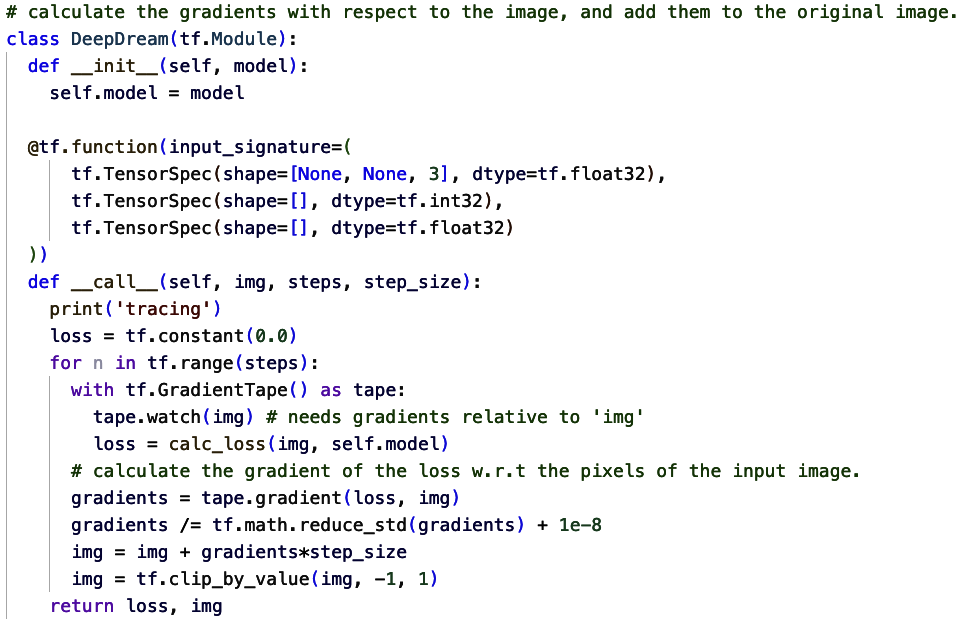 # calculate the gradients with respect to the image, and add them to the original image.
class DeepDream(tf.Module):
  def __init__(self, model):
    self.model = model

  @tf.function(input_signature=(
      tf.TensorSpec(shape=[None, None, 3], dtype=tf.float32),
      tf.TensorSpec(shape=[], dtype=tf.int32),
      tf.TensorSpec(shape=[], dtype=tf.float32)
  ))
  def __call__(self, img, steps, step_size):
    print('tracing')
    loss = tf.constant(0.0)
    for n in tf.range(steps):
      with tf.GradientTape() as tape:
        tape.watch(img) # needs gradients relative to 'img'
        loss = calc_loss(img, self.model)
      # calculate the gradient of the loss w.r.t the pixels of the input image.
      gradients = tape.gradient(loss, img)
      gradients /= tf.math.reduce_std(gradients) + 1e-8
      img = img + gradients*step_size
      img = tf.clip_by_value(img, -1, 1)
    return loss, img